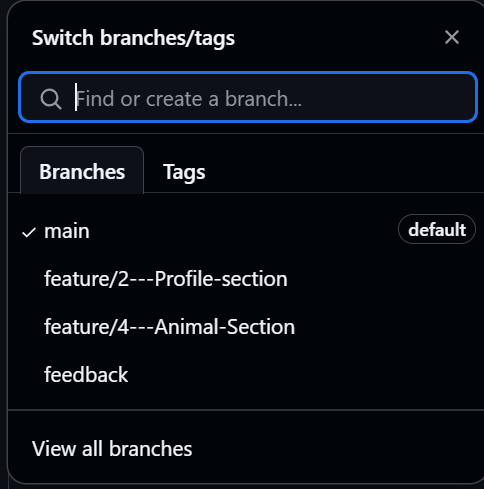 Switch branches/tags
Find or create a branch...
Branches Tags
main default
feature/2---Profile-section
feature/4---Animal-Section
feedback
View all branches